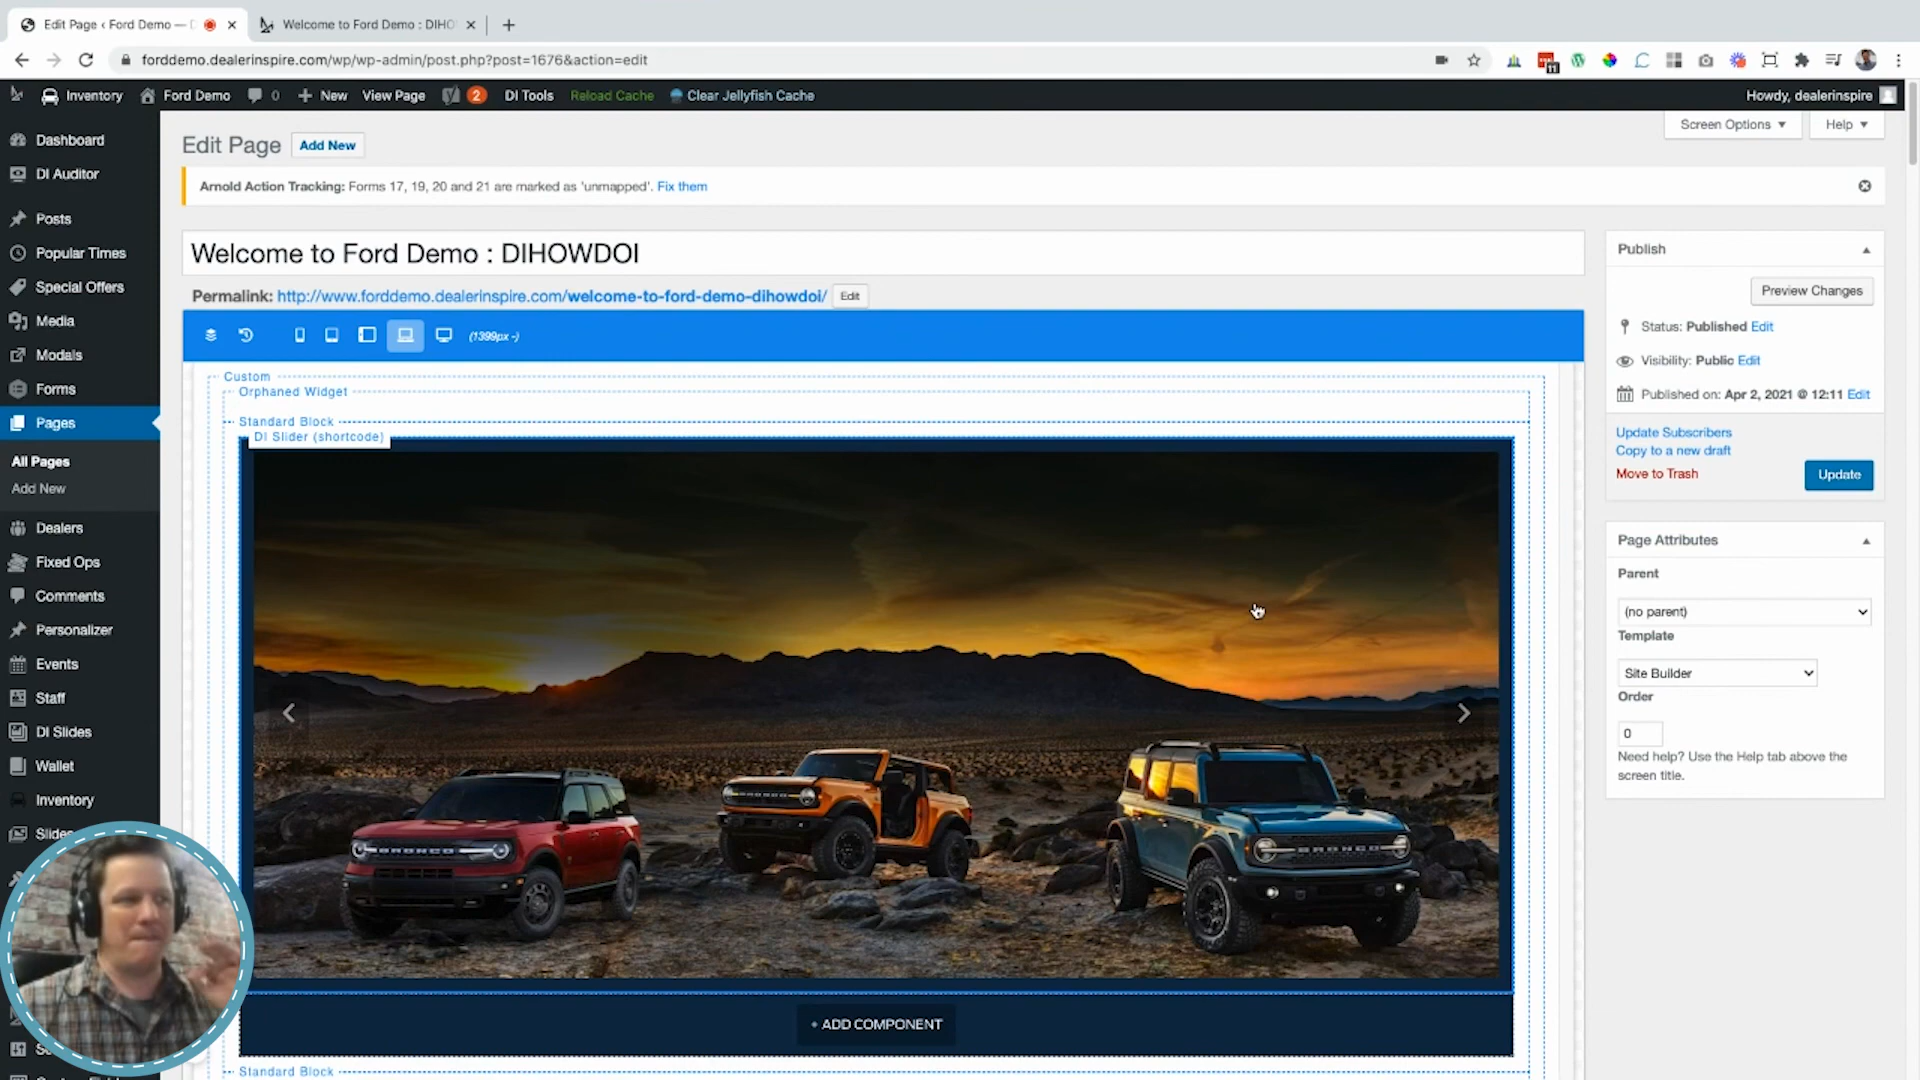 Edit Page ‹ Ford Demo —
Welcome to Ford Demo : DIHO
forddemo.dealerinspire.com/wp/wp-admin/post.php?post=1676&action=edit
11
Inventory
Ford Demo
0
New
View Page
2
DI Tools
Reload Cache
Clear Jellyfish Cache
Howdy, dealerinspire
Dashboard
DI Auditor
Posts
Popular Times
Special Offers
Media
Modals
Forms
Pages
All Pages
Add New
Dealers
Fixed Ops
Comments
Personalizer
Events
Staff
DI Slides
Wallet
Inventory
Slides
Edit Page
Add New
Screen Options
Help
Arnold Action Tracking: Forms 17, 19, 20 and 21 are marked as 'unmapped'. Fix them
Welcome to Ford Demo : DIHOWDOI
Permalink: http://www.forddemo.dealerinspire.com/welcome-to-ford-demo-dihowdoi/
Edit
(1399px -)
Custom
Orphaned Widget
Standard Block
DI Slider (shortcode)
BRONCO
BRONCO
BRONCO
+ ADD COMPONENT
Standard Block
Publish
Preview Changes
Status: Published Edit
Visibility: Public Edit
Published on: Apr 2, 2021 @ 12:11 Edit
Update Subscribers
Copy to a new draft
Move to Trash
Update
Page Attributes
Parent
(no parent)
Template
Site Builder
Order
0
Need help? Use the Help tab above the
screen title.